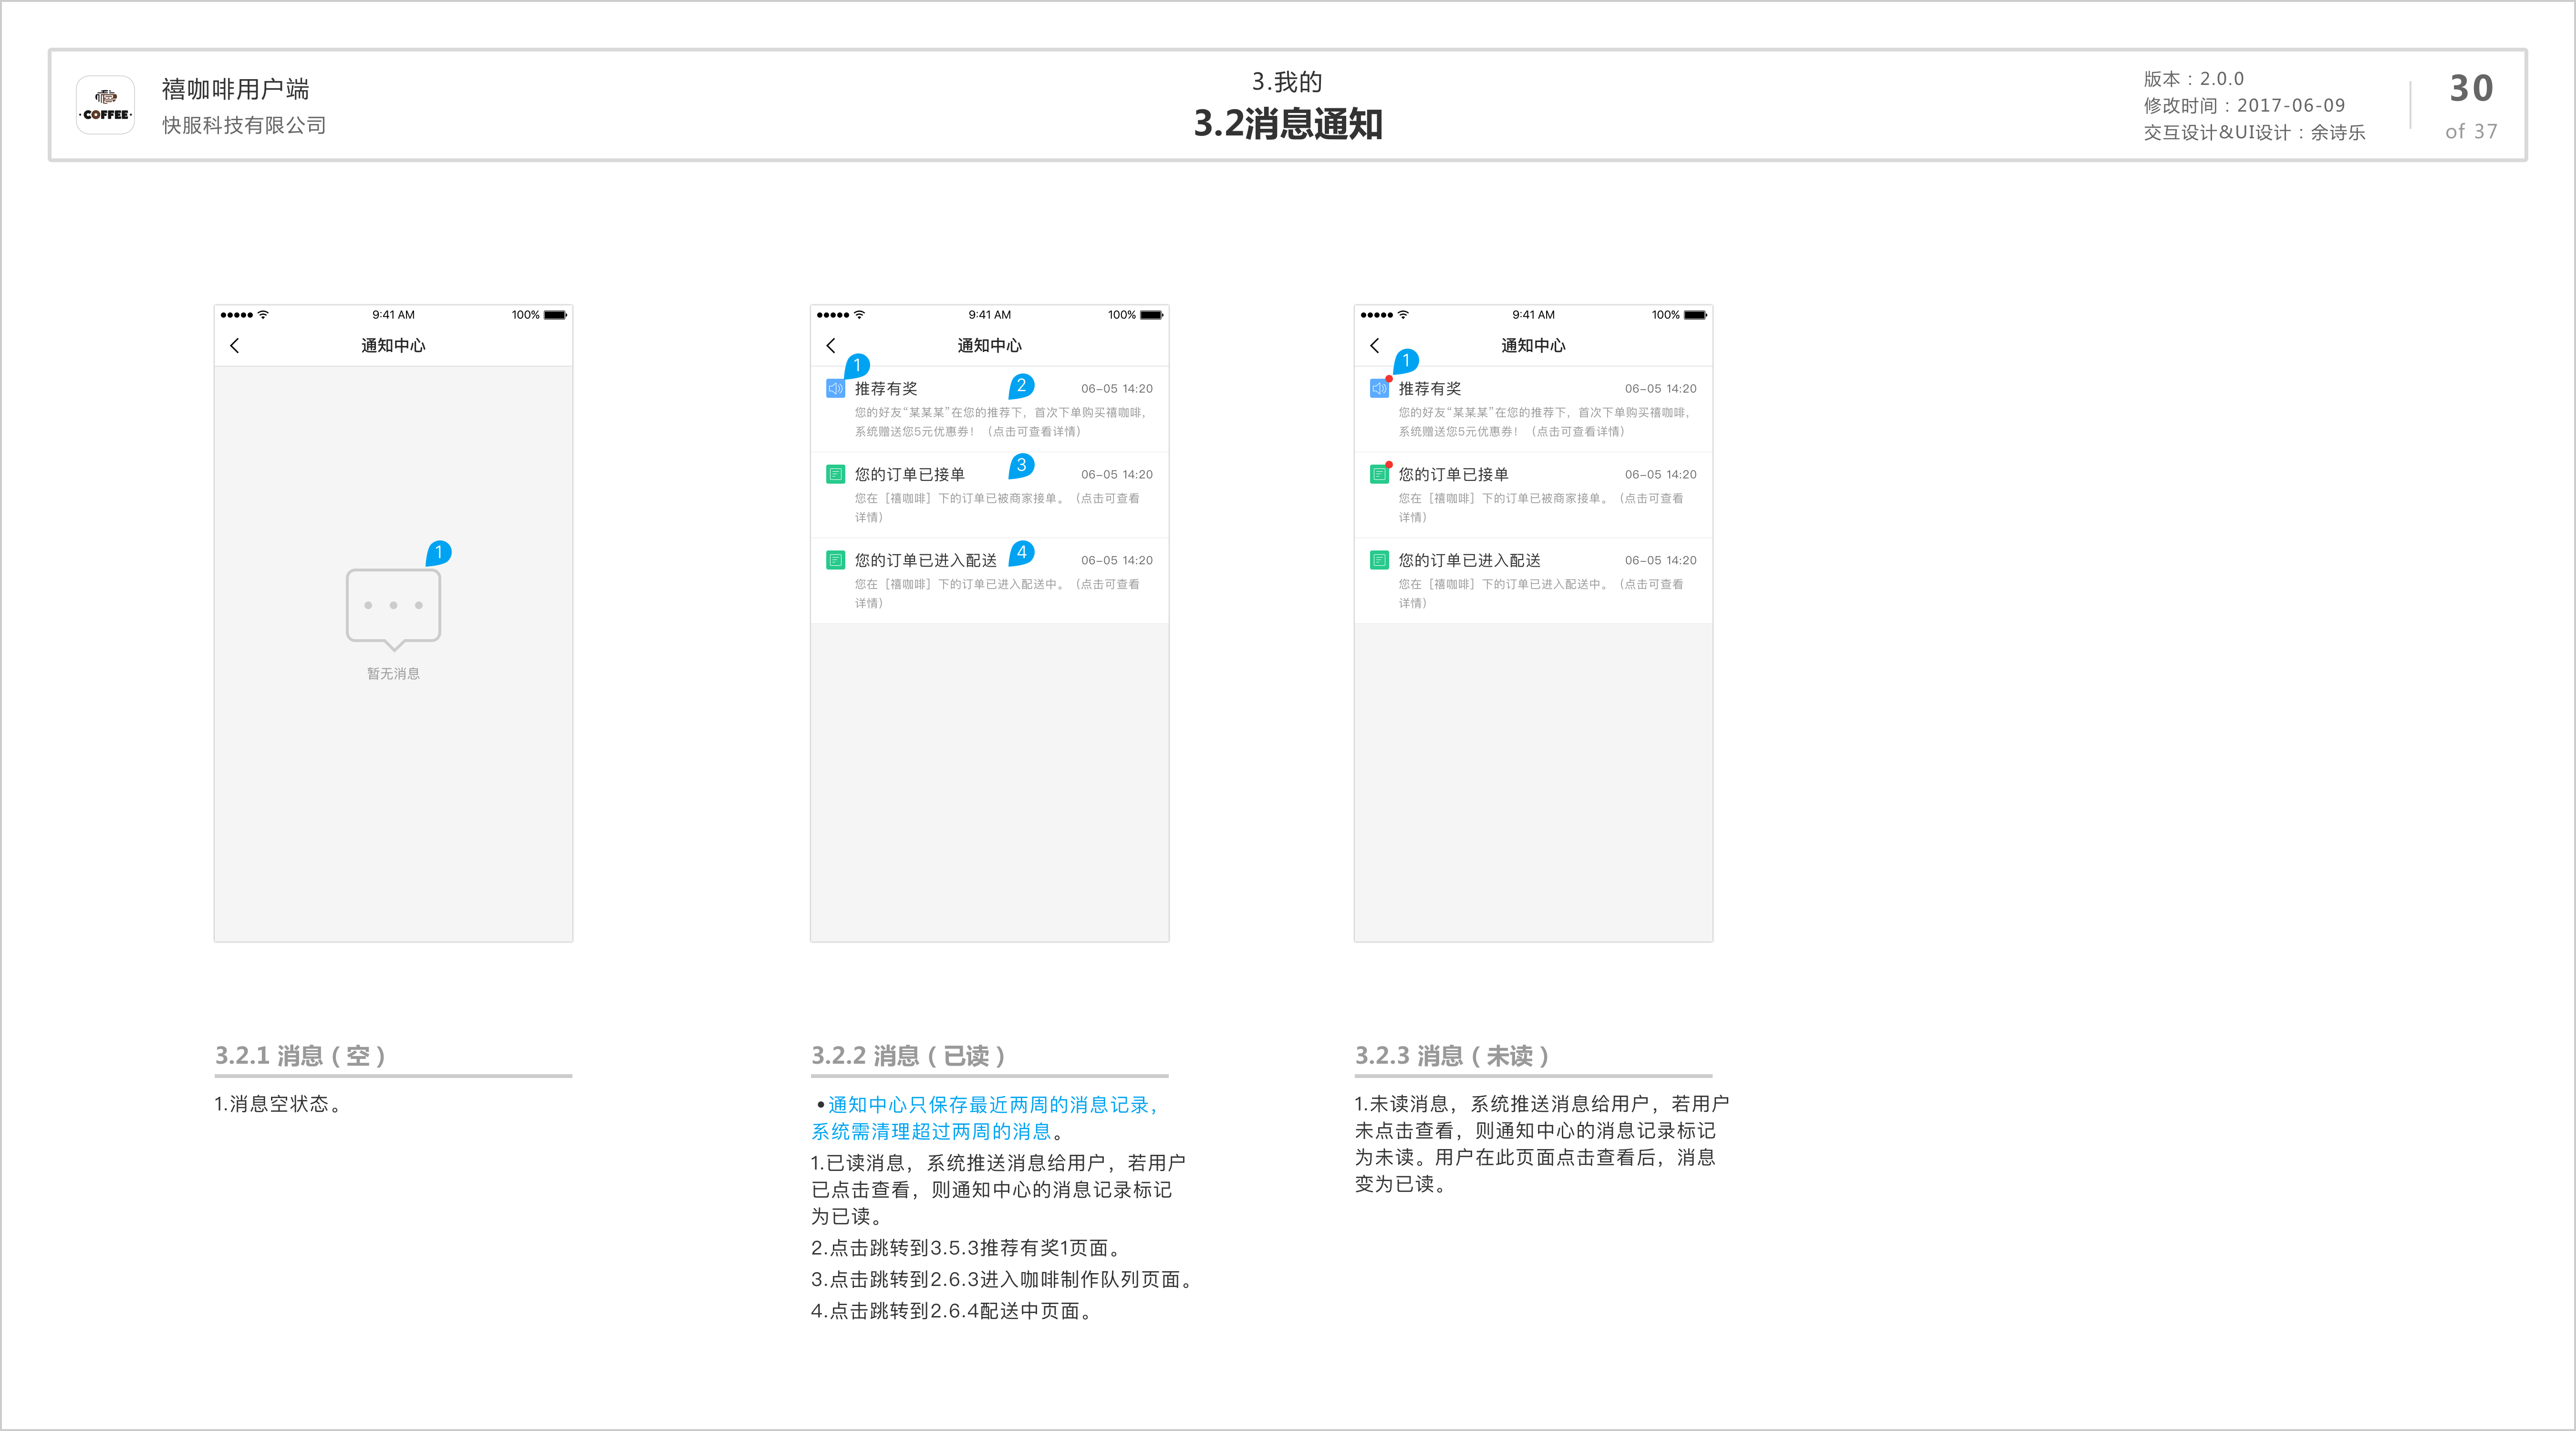 ·COFFEE·
禧咖啡用户端
快服科技有限公司
3.我的
3.2消息通知
版本：2.0.0
修改时间：2017-06-09
交互设计&UI设计：余诗乐
30
of 37
9:41 AM
100%
通知中心
1
暂无消息
9:41 AM
100%
通知中心
1
推荐有奖
2
06-05 14:20
您的好友“某某某”在您的推荐下，首次下单购买禧咖啡，
系统赠送您5元优惠券！（点击可查看详情）
您的订单已接单
3
06-05 14:20
您在［禧咖啡］下的订单已被商家接单。（点击可查看
详情）
您的订单已进入配送
4
06-05 14:20
您在［禧咖啡］下的订单已进入配送中。（点击可查看
详情）
9:41 AM
100%
通知中心
1
推荐有奖
06-05 14:20
您的好友“某某某”在您的推荐下，首次下单购买禧咖啡，
系统赠送您5元优惠券！（点击可查看详情）
您的订单已接单
06-05 14:20
您在［禧咖啡］下的订单已被商家接单。（点击可查看
详情）
您的订单已进入配送
06-05 14:20
您在［禧咖啡］下的订单已进入配送中。（点击可查看
详情）
3.2.1 消息（空）
1.消息空状态。
3.2.2 消息（已读）
•通知中心只保存最近两周的消息记录，
系统需清理超过两周的消息。
1.已读消息，系统推送消息给用户，若用户
已点击查看，则通知中心的消息记录标记
为已读。
2.点击跳转到3.5.3推荐有奖1页面。
3.点击跳转到2.6.3进入咖啡制作队列页面。
4.点击跳转到2.6.4配送中页面。
3.2.3 消息（未读）
1.未读消息，系统推送消息给用户，若用户
未点击查看，则通知中心的消息记录标记
为未读。用户在此页面点击查看后，消息
变为已读。